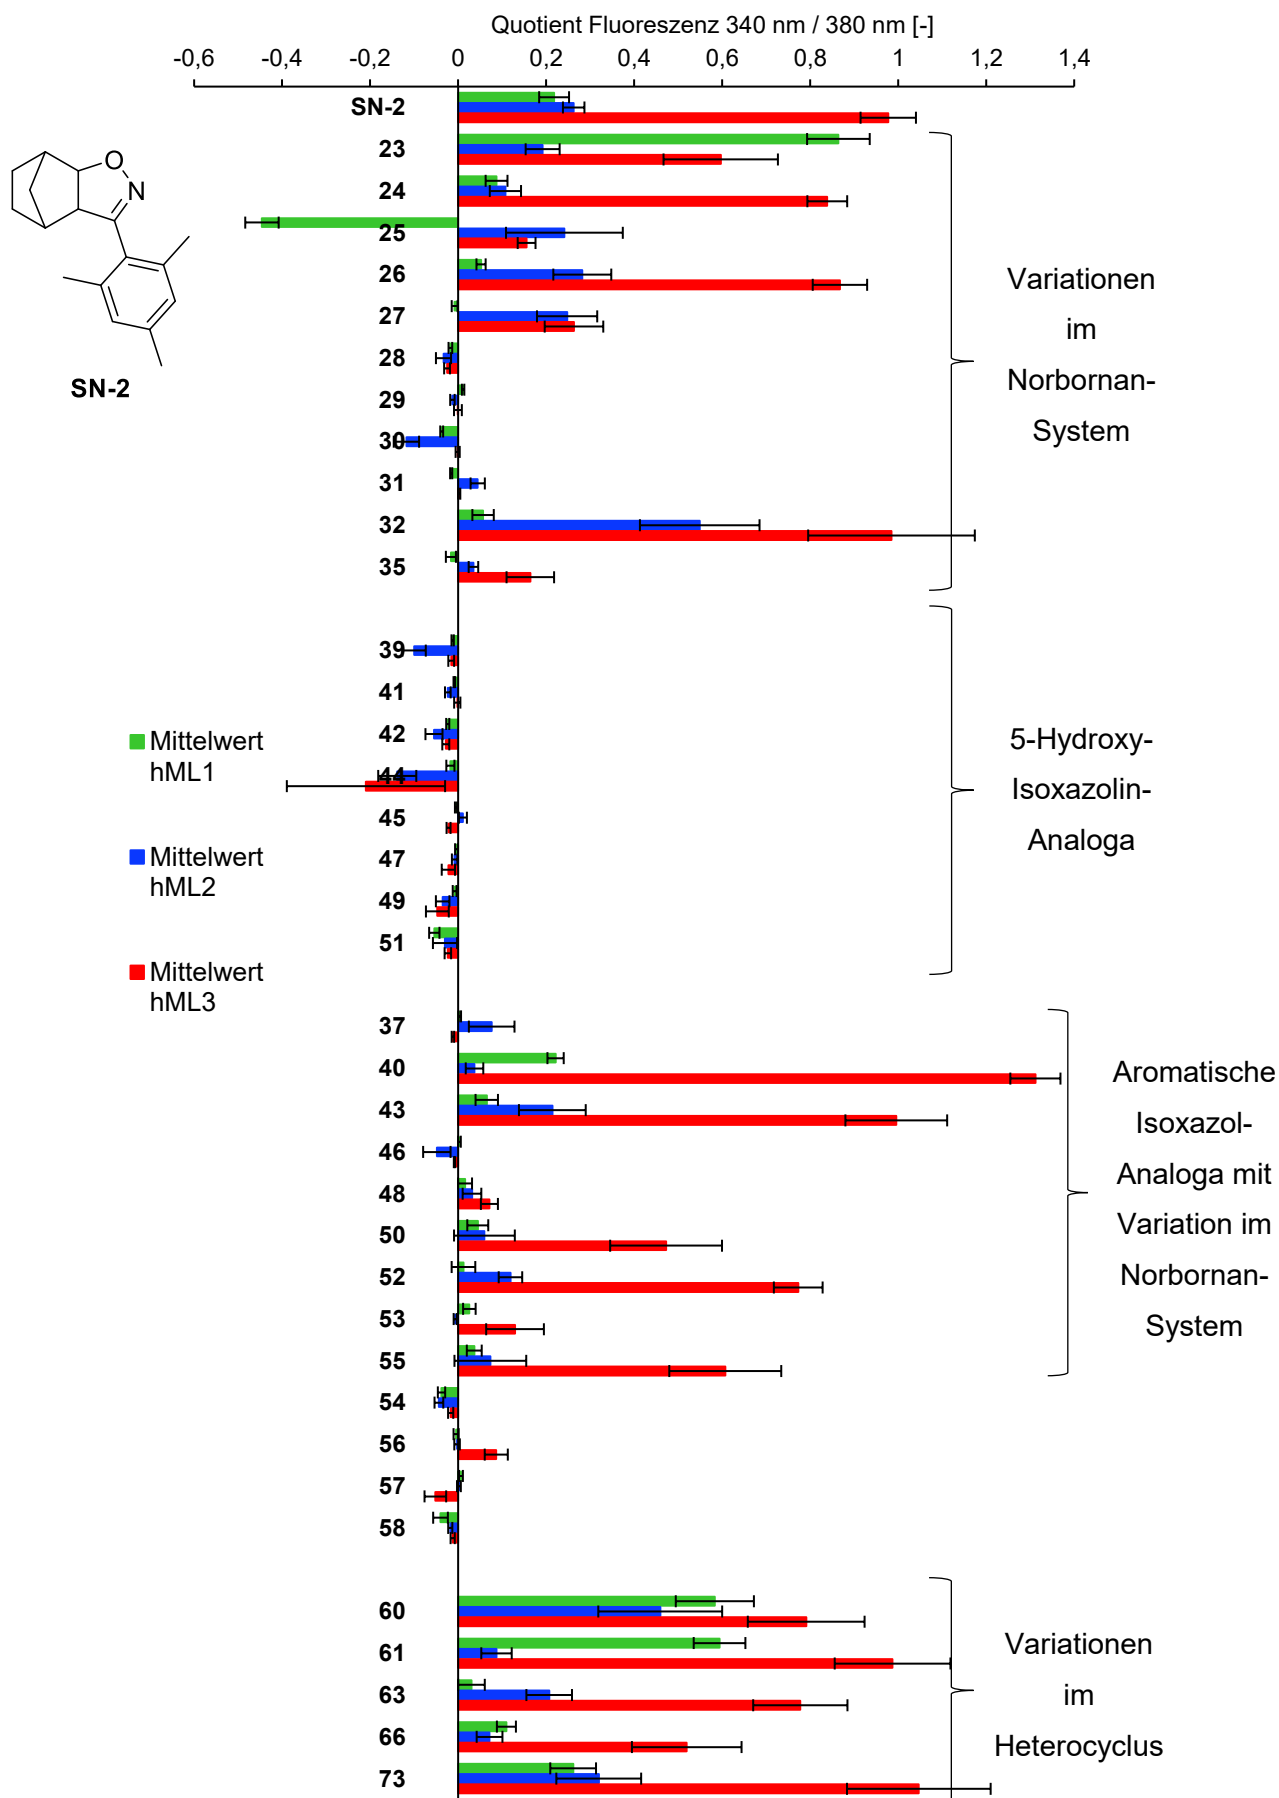 Quotient Fluoreszenz 340 nm / 380 nm [-]
-0,6 -0,4 -0,2 0 0,2 0,4 0,6 0,8 1 1,2 1,4
SN-2
23
24
25
26
27
28
29
30
31
32
35
O
N
SN-2
Variationen
im
Norbornan-
System
39
41
42
44
45
47
49
51
Mittelwert
hML1
Mittelwert
hML2
Mittelwert
hML3
5-Hydroxy-
Isoxazolin-
Analoga
37
40
43
46
48
50
52
53
55
54
56
57
58
Aromatische
Isoxazol-
Analoga mit
Variation im
Norbornan-
System
60
61
63
66
73
Variationen
im
Heterocyclus